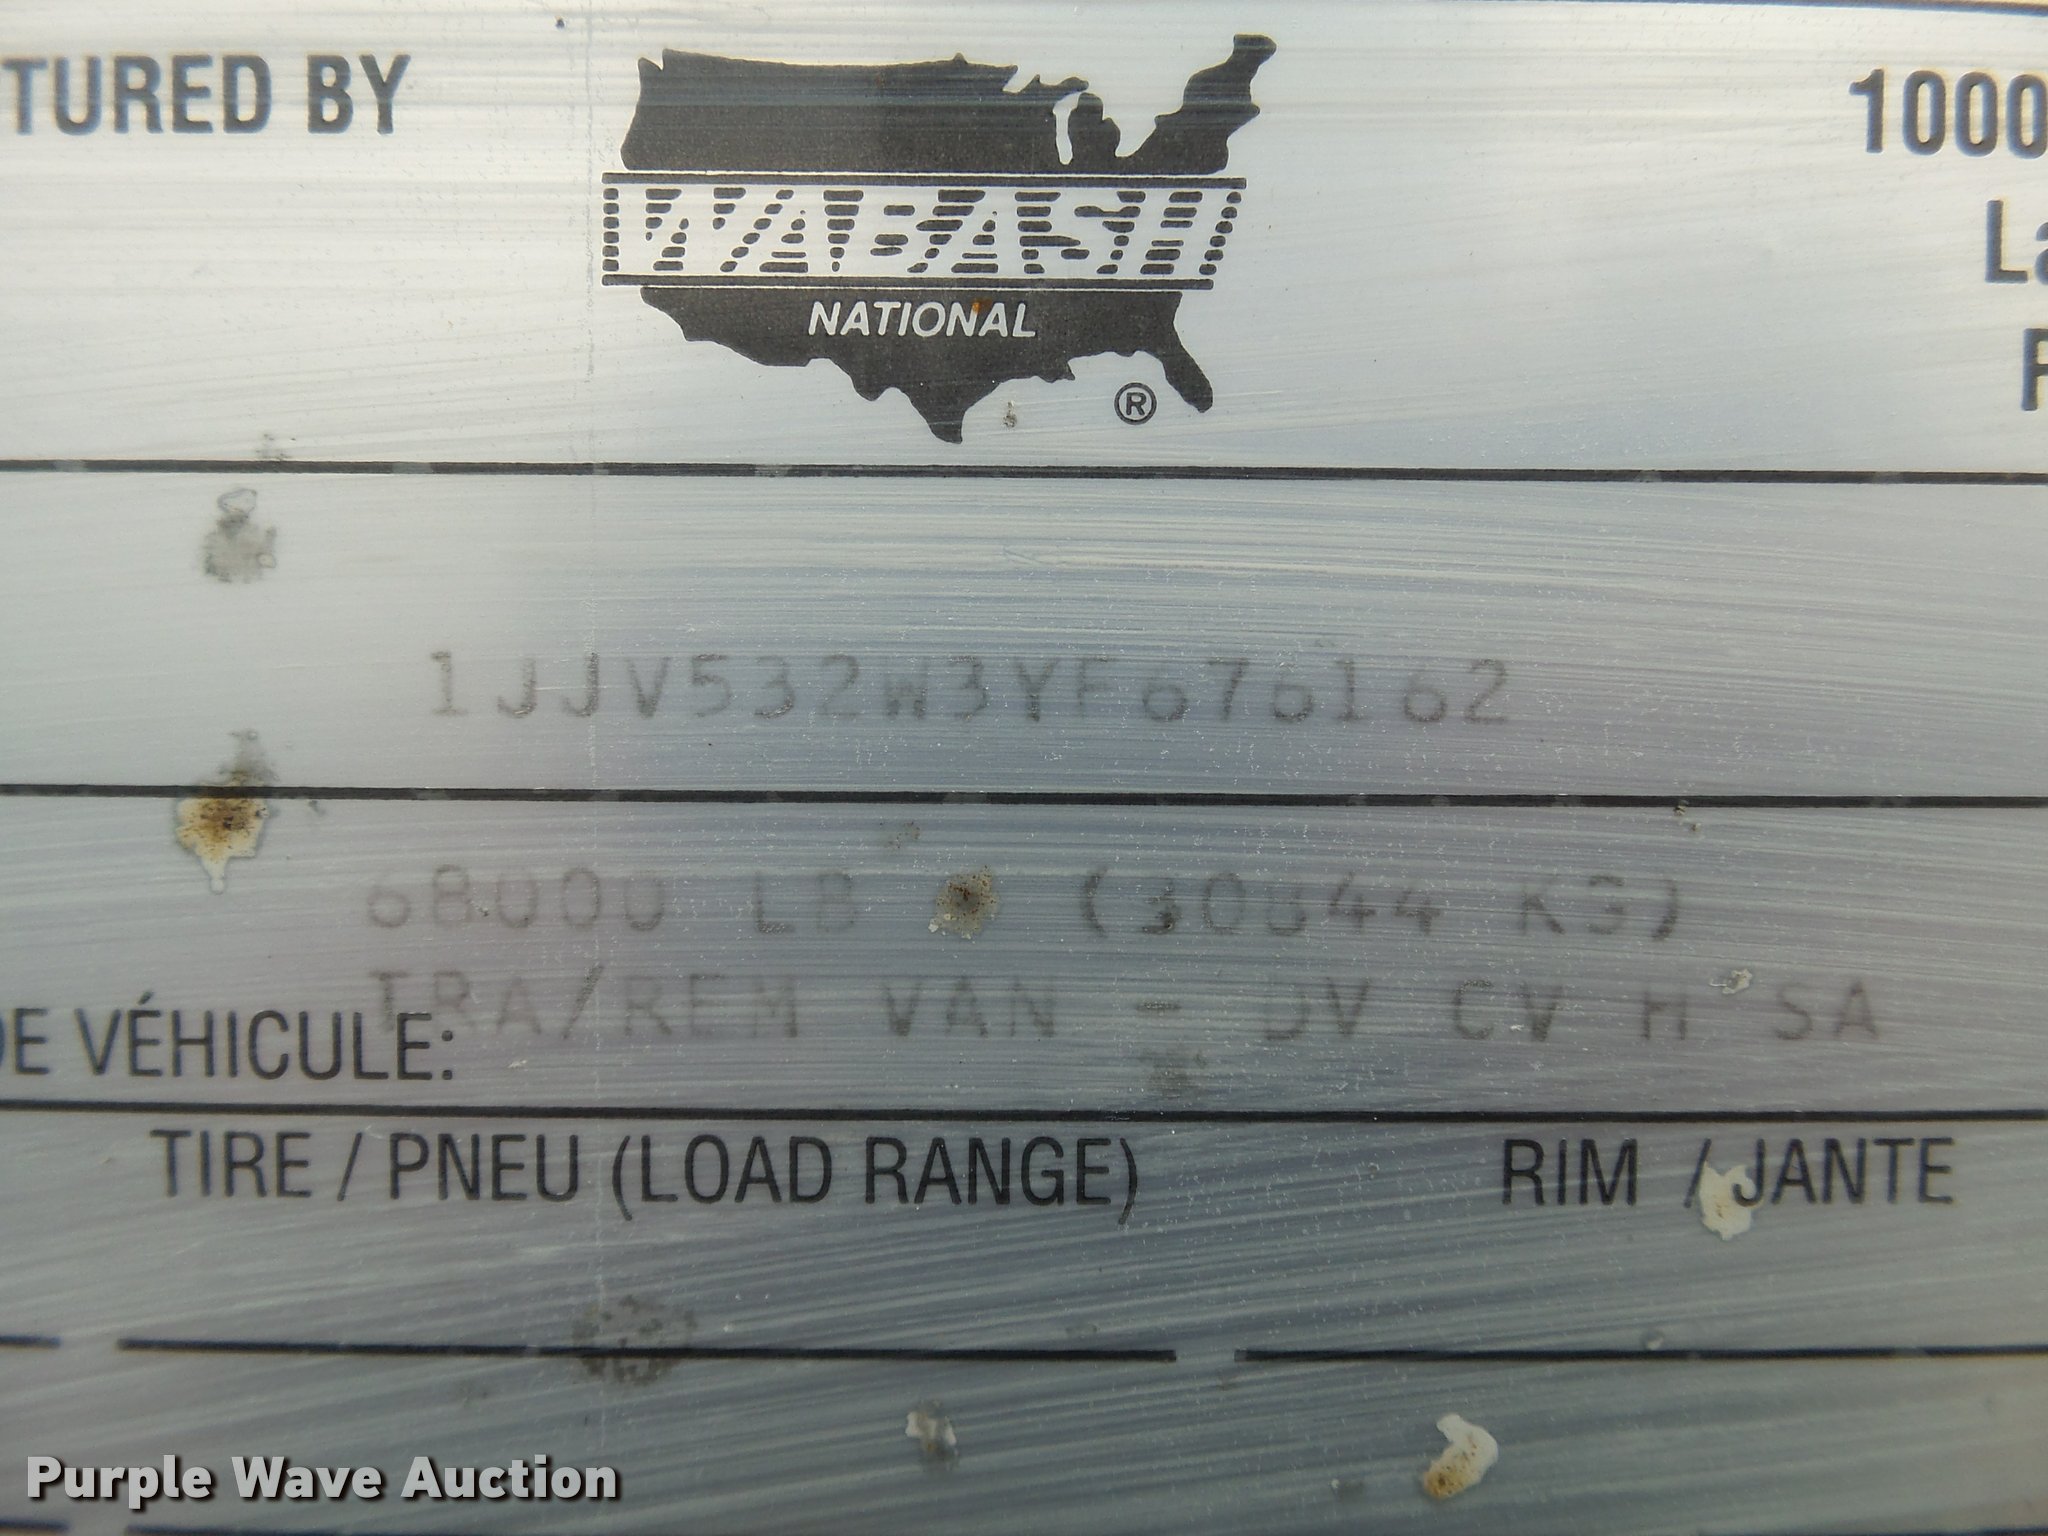 TURED BY
WABASH
NATIONAL
®
1000
La
1JJV532W3YF676162
68000 LB (30844 KG)
TRA/REM VAN - DV CV H SA
DE VÉHICULE:
TIRE / PNEU (LOAD RANGE)
RIM / JANTE
Purple Wave Auction